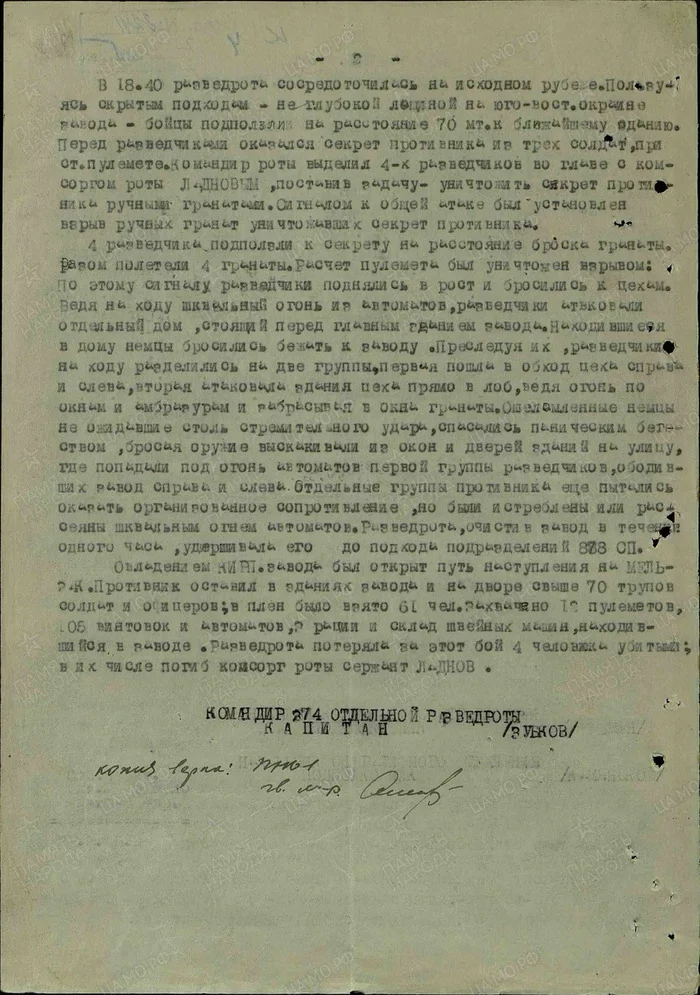 - 2 -
В 18.40 разведрота сосредоточилась на исходном рубеже.Пользу-
ясь скрытым подходам - не глубокой лощиной на юго-вост.окраине
завода - бойцы подползли на расстояние 70 мт.к ближайшему зданию.
Перед разведчиками оказался секрет противника из трех солдат,при
ст.пулемете.Командир роты выделил 4-х разведчиков во главе с ком-
соргом роты ЛАДНОВЫМ ,поставив задачу- уничтожить секрет против-
ника ручными гранатами.Сигналом к общей атаке был установлен
взрыв ручных гранат уничтожавших секрет противника.
4 разведчика подползли к секрету на расстояние броска гранаты.
Разом полетели 4 гранаты.Расчет пулемета был уничтожен взрывом:
По этому сигналу разведчики поднялись в рост и бросились к цехам.
Ведя на ходу шквальный огонь из автоматов,разведчики атаковали
отдельный дом ,стоящий перед главным зданием завода.Находившиеся
в дому немцы бросились бежать к заводу .Преследуя их ,разведчики
на ходу разделились на две группы,первая пошла в обход цеха справа
и слева,вторая атаковала здания цеха прямо в лоб,ведя огонь по
окнам и амбразурам и забрасывая в окна гранаты.Ошеломленные немцы
не ожидавшие столь стремительного удара,спасались паническим бег-
ством ,бросая оружие выскакивали из окон и дверей зданий на улицу,
где попадали под огонь автоматов первой группы разведчиков,обходив-
ших завод справа и слева.Отдельные группы противника еще пытались
оказать организованное сопротивление ,но были истреблены или рас-
сеяны шквальным огнем автоматов.Разведрота,очистив завод в течении
одного часа ,удерживала его до подхода подразделений 878 СП.
Овладением КИРП.завода был открыт путь наступления на МЕЛЬ-
ЗАК.Противник оставил в зданиях завода и на дворе свыше 70 трупов
солдат и офицеров;в плен было взято 61 чел.Захвачено 12 пулеметов,
105 винтовок и автоматов,3 рации и склад швейных машин,находив-
шийся в заводе .Разведрота потеряла за этот бой 4 человека убитыми;
в их числе погиб комсорг роты сержант ЛАДНОВ .
КОМАНДИР 374 ОТДЕЛЬНОЙ РАЗВЕДРОТЫ
КАПИТАН /ЗУБКОВ/
копия верна: ПНШ1
гв. м-р.